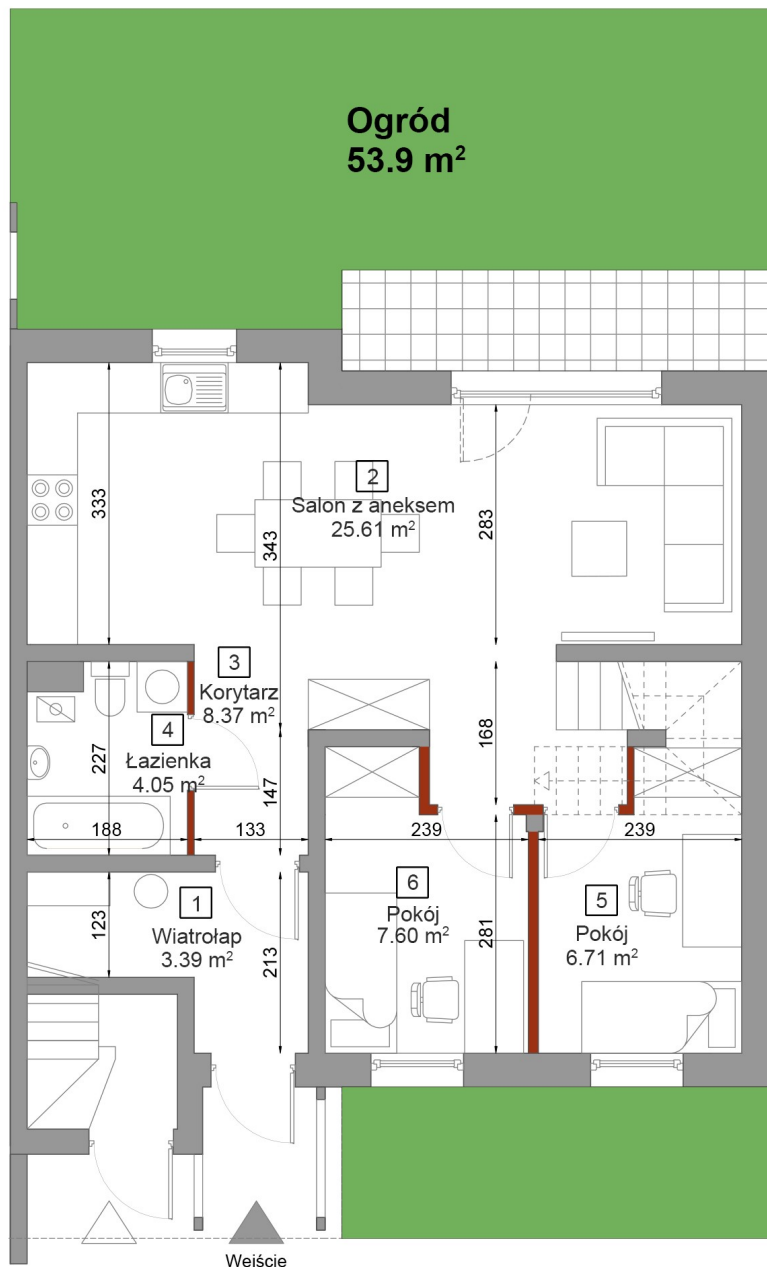 Ogród
53.9 m²
2
Salon z aneksem
25.61 m²
333
343
283
3
Korytarz
8.37 m²
4
Łazienka
4.05 m²
227
147
168
188
133
239
239
1
Wiatrołap
3.39 m²
123
213
6
Pokój
7.60 m²
281
5
Pokój
6.71 m²
Wejście